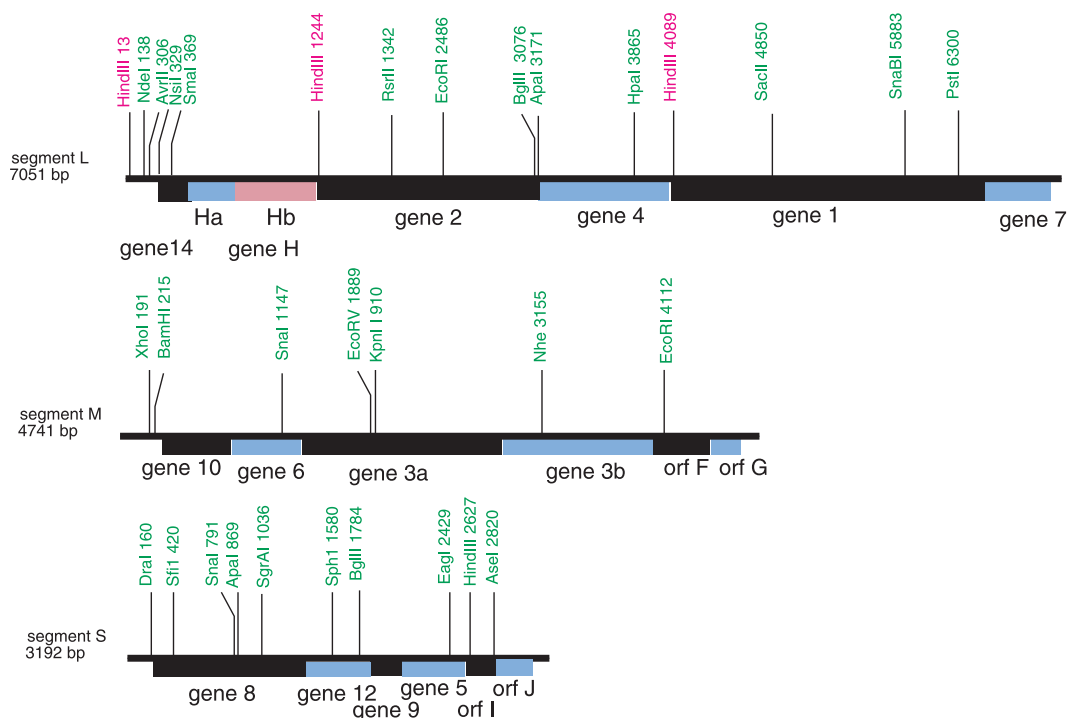 HindIII 13
NdeI 138
AvrII 306
NsiI 329
SmaI 369
HindIII 1244
RsrII 1342
EcoRI 2486
BglII 3076
ApaI 3171
HpaI 3865
HindIII 4089
SacII 4850
SnaBI 5883
PstI 6300
segment L
7051 bp
Ha
Hb
gene 2
gene 4
gene 1
gene 7
gene14
gene H
XhoI 191
BamHI 215
SnaI 1147
EcoRV 1889
KpnI I 910
Nhe 3155
EcoRI 4112
segment M
4741 bp
gene 10
gene 6
gene 3a
gene 3b
orf F
orf G
DraI 160
Sfi1 420
SnaI 791
ApaI 869
SgrAI 1036
Sph1 1580
BglII 1784
EagI 2429
HindIII 2627
AseI 2820
segment S
3192 bp
gene 8
gene 12
gene 9
gene 5
orf I
orf J